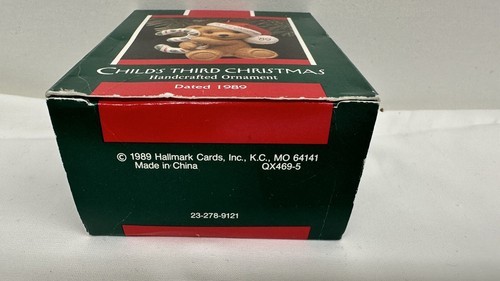 CHILD'S THIRD CHRISTMAS
Handcrafted Ornament
Dated 1989
© 1989 Hallmark Cards, Inc., K.C., MO 64141
Made in China QX469-5
23-278-9121